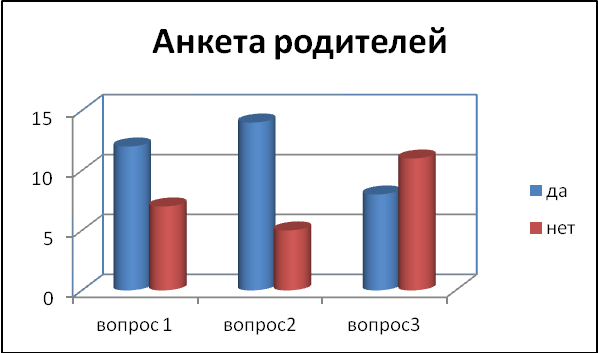 Анкета родителей
15
10
5
0
вопрос 1
вопрос2
вопрос3
да
нет